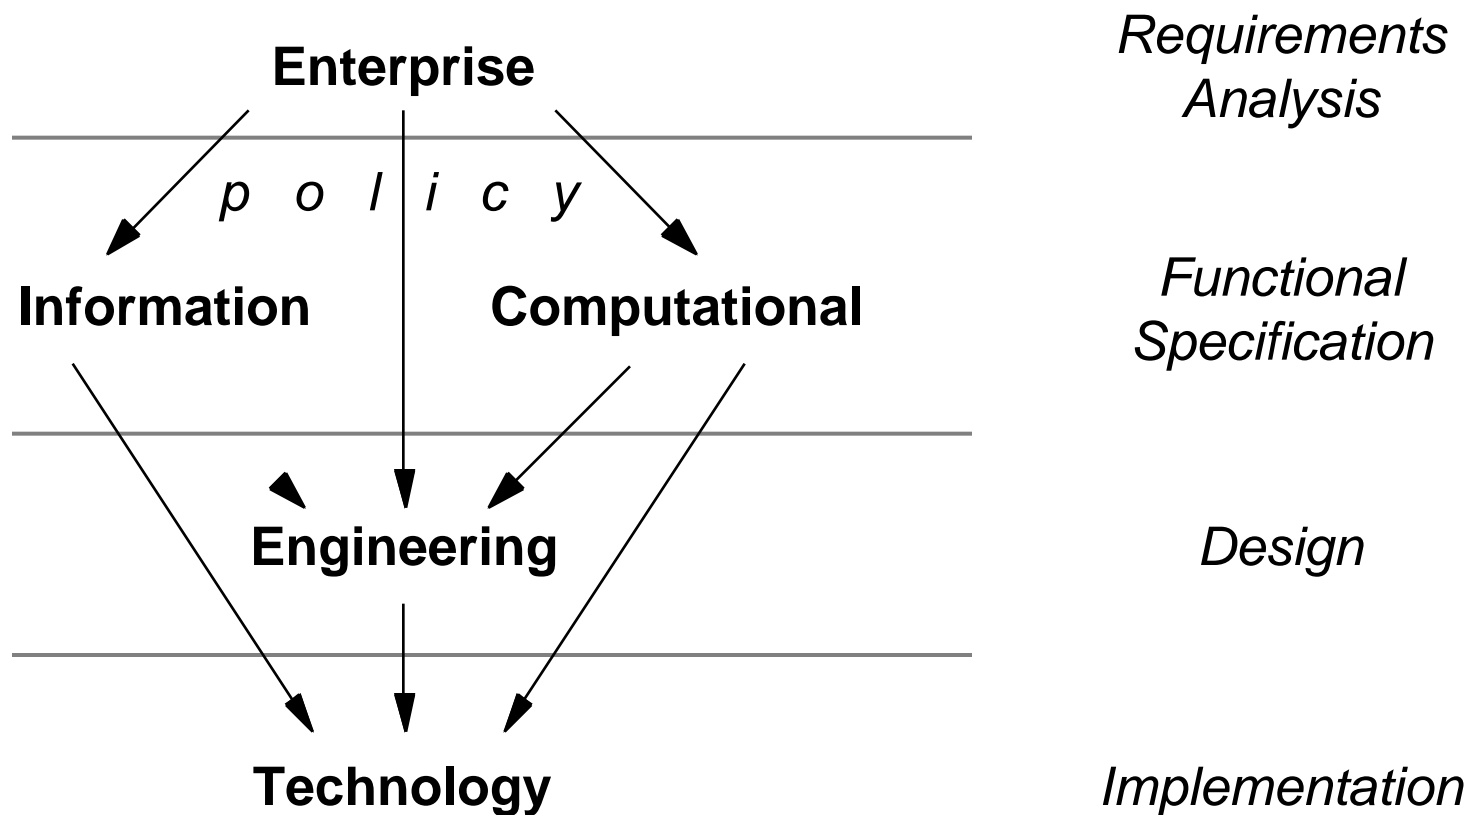 Enterprise
Requirements
Analysis
p o l i c y
Information
Computational
Functional
Specification
Engineering
Design
Technology
Implementation